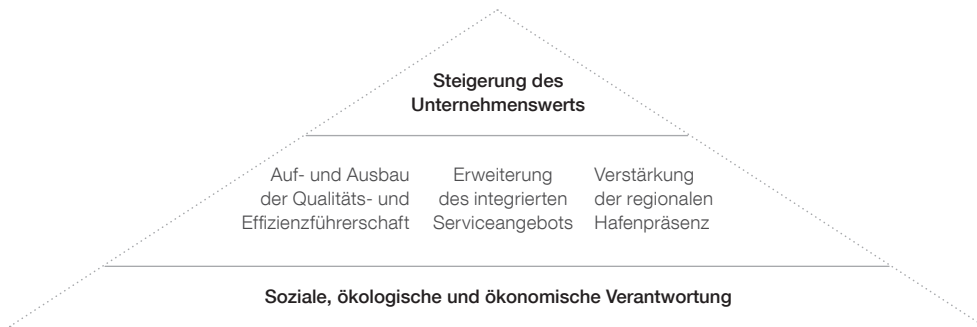 Steigerung des
Unternehmenswerts
Auf- und Ausbau
der Qualitäts- und
Effizienzführerschaft
Erweiterung
des integrierten
Serviceangebots
Verstärkung
der regionalen
Hafenpräsenz
Soziale, ökologische und ökonomische Verantwortung